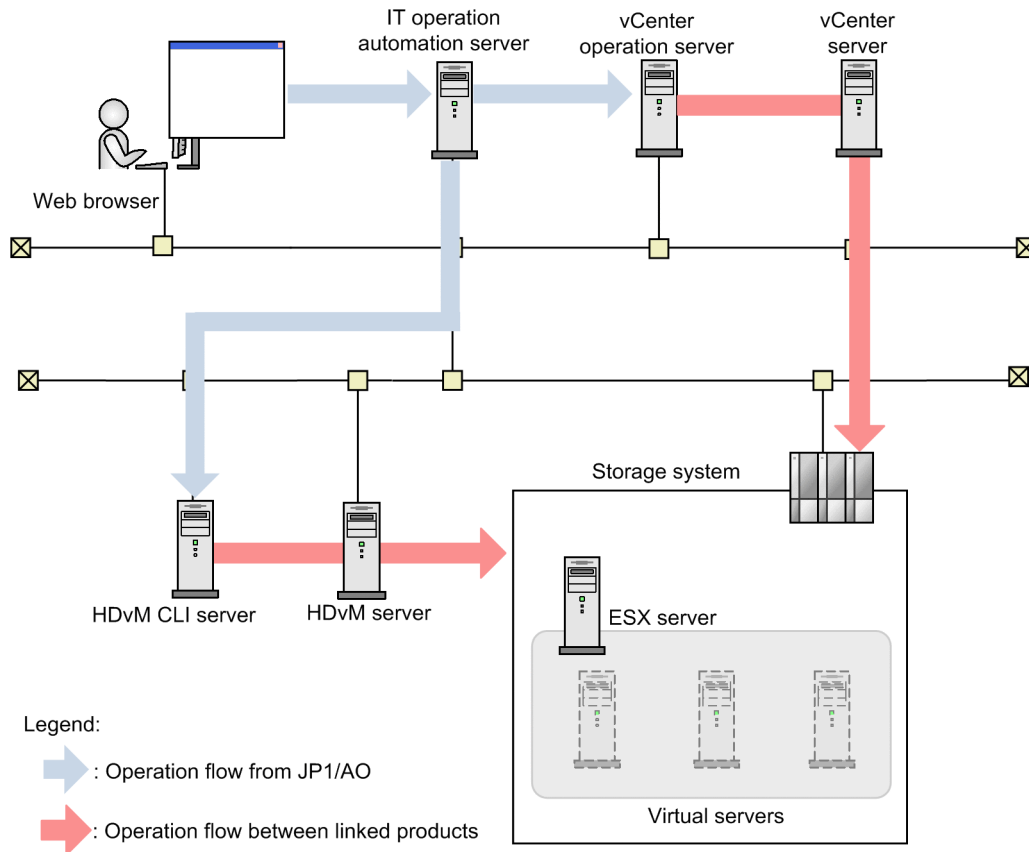 IT operation
automation server
vCenter
operation server
vCenter
server
Web browser
Storage system
HDvM CLI server
HDvM server
ESX server
Virtual servers
Legend:
: Operation flow from JP1/AO
: Operation flow between linked products